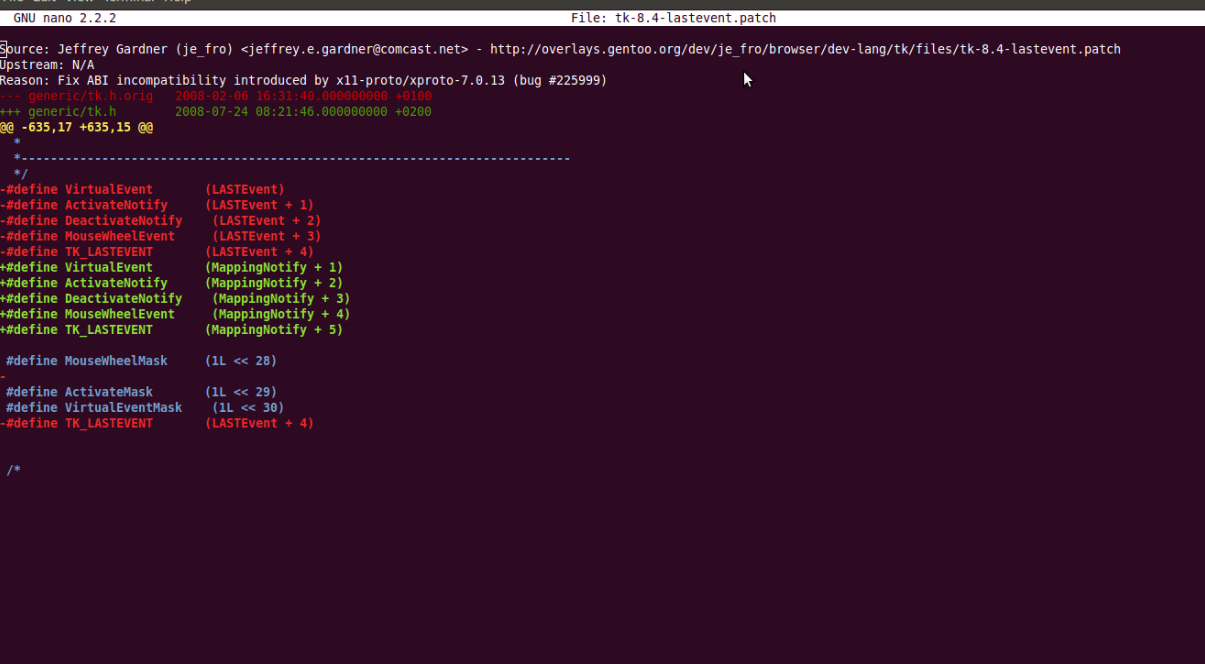 GNU nano 2.2.2 File: tk-8.4-lastevent.patch
Source: Jeffrey Gardner (je_fro) <jeffrey.e.gardner@comcast.net> - http://overlays.gentoo.org/dev/je_fro/browser/dev-lang/tk/files/tk-8.4-lastevent.patch
Upstream: N/A
Reason: Fix ABI incompatibility introduced by x11-proto/xproto-7.0.13 (bug #225999)
--- generic/tk.h.orig   2008-02-06 16:31:40.000000000 +0100
+++ generic/tk.h        2008-07-24 08:21:46.000000000 +0200
@@ -635,17 +635,15 @@
  *
  *---------------------------------------------------------------------------
  */
-#define VirtualEvent       (LASTEvent)
-#define ActivateNotify     (LASTEvent + 1)
-#define DeactivateNotify    (LASTEvent + 2)
-#define MouseWheelEvent     (LASTEvent + 3)
-#define TK_LASTEVENT       (LASTEvent + 4)
+#define VirtualEvent       (MappingNotify + 1)
+#define ActivateNotify     (MappingNotify + 2)
+#define DeactivateNotify    (MappingNotify + 3)
+#define MouseWheelEvent     (MappingNotify + 4)
+#define TK_LASTEVENT       (MappingNotify + 5)
 #define MouseWheelMask     (1L << 28)
-
 #define ActivateMask       (1L << 29)
 #define VirtualEventMask    (1L << 30)
-#define TK_LASTEVENT       (LASTEvent + 4)
 /*